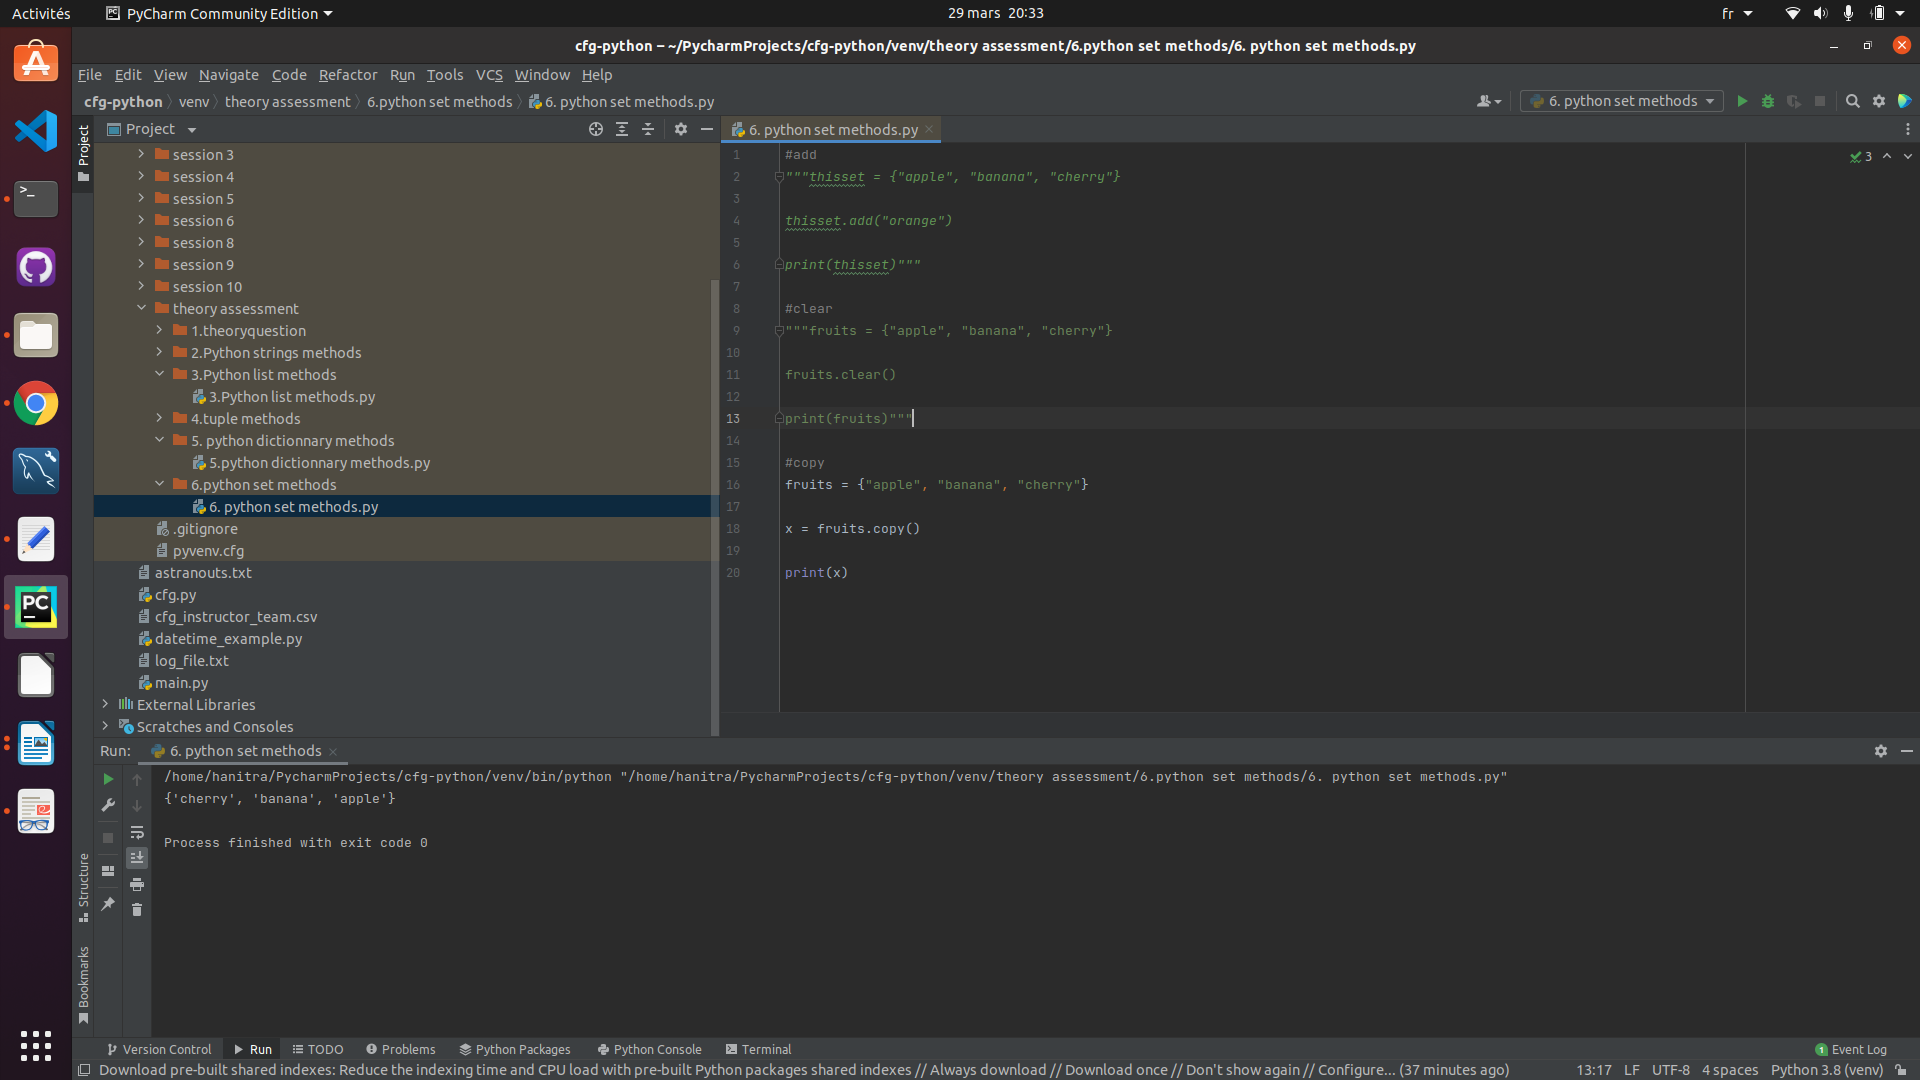 Activités
PyCharm Community Edition
29 mars 20:33
fr
cfg-python – ~/PycharmProjects/cfg-python/venv/theory assessment/6.python set methods/6. python set methods.py
File Edit View Navigate Code Refactor Run Tools VCS Window Help
cfg-python venv theory assessment 6.python set methods 6. python set methods.py
6. python set methods
Project
Project
session 3
session 4
session 5
session 6
session 8
session 9
session 10
theory assessment
1.theoryquestion
2.Python strings methods
3.Python list methods
3.Python list methods.py
4.tuple methods
5. python dictionnary methods
5.python dictionnary methods.py
6.python set methods
6. python set methods.py
.gitignore
pyvenv.cfg
astranouts.txt
cfg.py
cfg_instructor_team.csv
datetime_example.py
log_file.txt
main.py
External Libraries
Scratches and Consoles
6. python set methods.py
3
1 #add
2 """thisset = {"apple", "banana", "cherry"}
3
4 thisset.add("orange")
5
6 print(thisset)"""
7
8 #clear
9 """fruits = {"apple", "banana", "cherry"}
10
11 fruits.clear()
12
13 print(fruits)"""
14
15 #copy
16 fruits = {"apple", "banana", "cherry"}
17
18 x = fruits.copy()
19
20 print(x)
Run: 6. python set methods
/home/hanitra/PycharmProjects/cfg-python/venv/bin/python "/home/hanitra/PycharmProjects/cfg-python/venv/theory assessment/6.python set methods/6. python set methods.py"
{'cherry', 'banana', 'apple'}
Process finished with exit code 0
Structure
Bookmarks
Version Control Run TODO Problems Python Packages Python Console Terminal
1 Event Log
Download pre-built shared indexes: Reduce the indexing time and CPU load with pre-built Python packages shared indexes // Always download // Download once // Don't show again // Configure... (37 minutes ago)
13:17 LF UTF-8 4 spaces Python 3.8 (venv)
PC
PC
>_